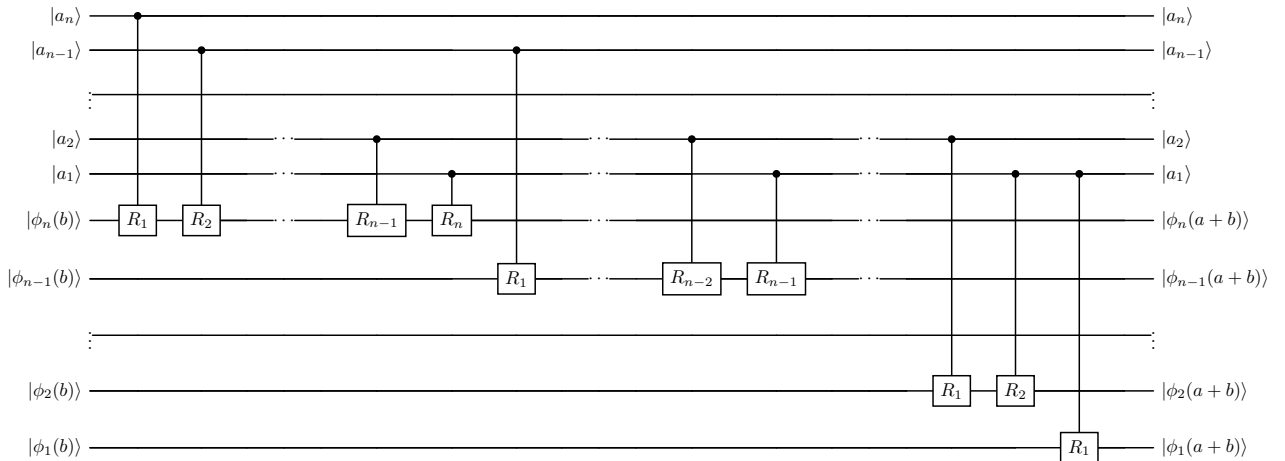 |a_n⟩ |a_n⟩
|a_{n−1}⟩ |a_{n−1}⟩
⋮ ⋮
|a_2⟩ ··· ··· ··· |a_2⟩
|a_1⟩ ··· ··· ··· |a_1⟩
|ϕ_n(b)⟩ R_1 R_2 ··· R_{n−1} R_n ··· ··· |ϕ_n(a + b)⟩
|ϕ_{n−1}(b)⟩ R_1 ··· R_{n−2} R_{n−1} ··· |ϕ_{n−1}(a + b)⟩
⋮ ⋮
|ϕ_2(b)⟩ R_1 R_2 |ϕ_2(a + b)⟩
|ϕ_1(b)⟩ R_1 |ϕ_1(a + b)⟩